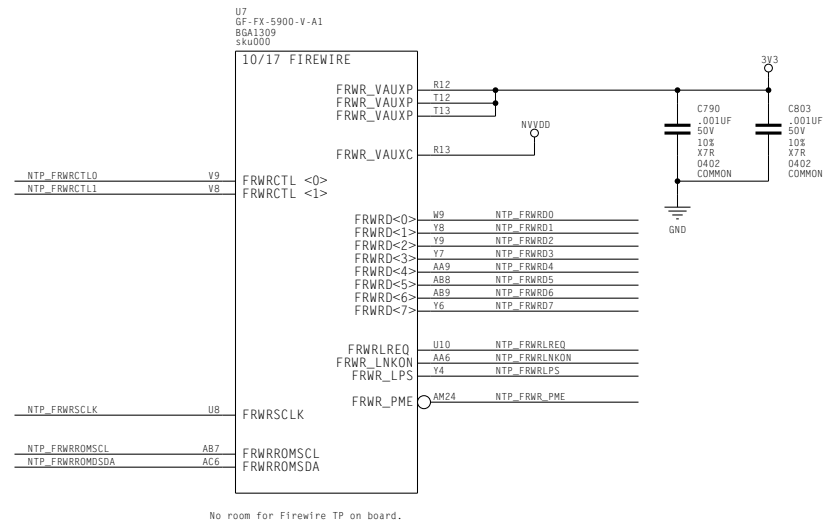 U7
GF-FX-5900-V-A1
BGA1309
sku000
10/17 FIREWIRE
FRWR_VAUXP R12
FRWR_VAUXP T12
FRWR_VAUXP T13
3V3
NVVDD
FRWR_VAUXC R13
C790
.001UF
50V
10%
X7R
0402
COMMON
C803
.001UF
50V
10%
X7R
0402
COMMON
GND
NTP_FRWRCTL0 V9 FRWRCTL <0>
NTP_FRWRCTL1 V8 FRWRCTL <1>
FRWRD<0> W9 NTP_FRWRD0
FRWRD<1> Y8 NTP_FRWRD1
FRWRD<2> Y9 NTP_FRWRD2
FRWRD<3> Y7 NTP_FRWRD3
FRWRD<4> AA9 NTP_FRWRD4
FRWRD<5> AB8 NTP_FRWRD5
FRWRD<6> AB9 NTP_FRWRD6
FRWRD<7> Y6 NTP_FRWRD7
FRWRLREQ U10 NTP_FRWRLREQ
FRWR_LNKON AA6 NTP_FRWRLNKON
FRWR_LPS Y4 NTP_FRWRLPS
FRWR_PME AM24 NTP_FRWR_PME
NTP_FRWRSCLK U8 FRWRSCLK
NTP_FRWRROMSCL AB7 FRWRROMSCL
NTP_FRWRROMDSDA AC6 FRWRROMSDA
No room for Firewire TP on board.